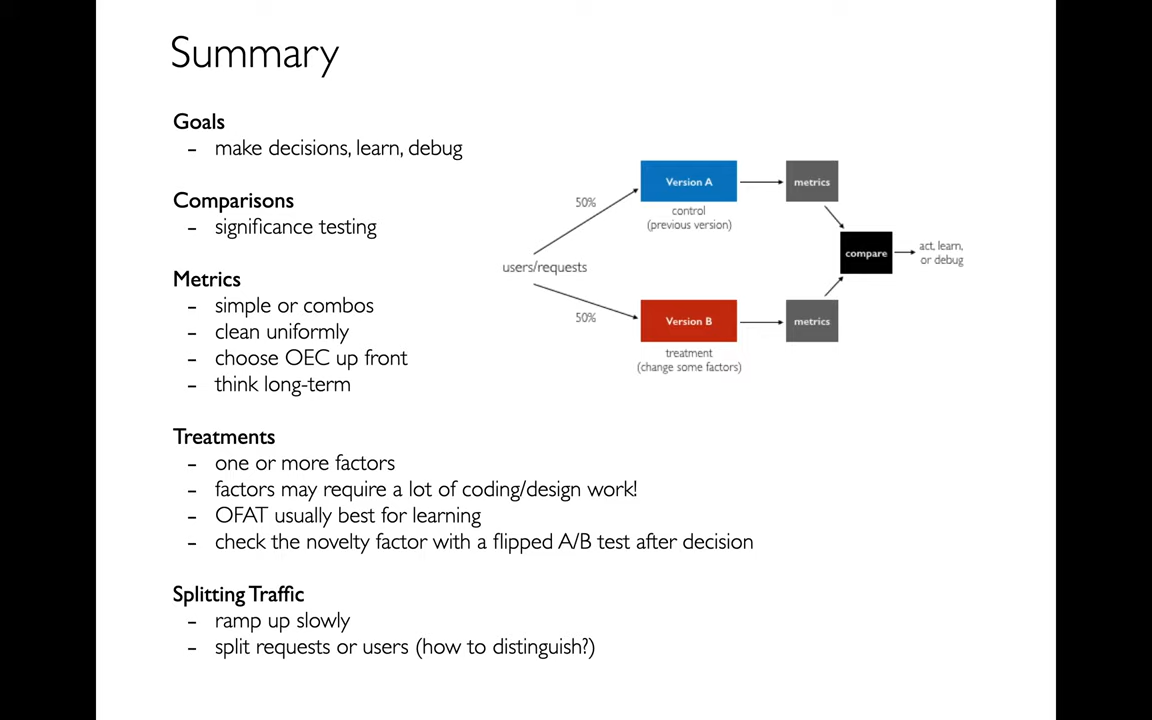 Summary
Goals
- make decisions, learn, debug
Comparisons
- significance testing
Metrics
- simple or combos
- clean uniformly
- choose OEC up front
- think long-term
Treatments
- one or more factors
- factors may require a lot of coding/design work!
- OFAT usually best for learning
- check the novelty factor with a flipped A/B test after decision
Splitting Traffic
- ramp up slowly
- split requests or users (how to distinguish?)
users/requests
50%
Version A
control
(previous version)
metrics
50%
Version B
treatment
(change some factors)
metrics
compare
act, learn,
or debug